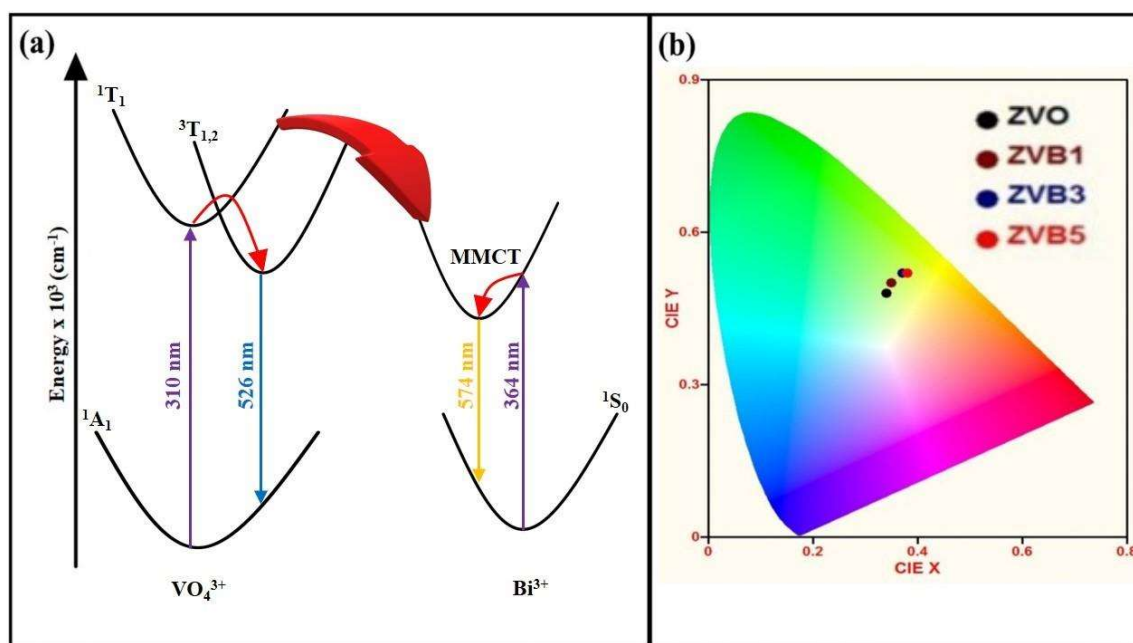 (a)
Energy x 10³ (cm⁻¹)
¹T₁
³T₁,₂
MMCT
310 nm
526 nm
574 nm
364 nm
¹A₁
¹S₀
VO₄³⁺
Bi³⁺
(b)
0.9
0.6
0.3
0
CIE Y
ZVO
ZVB1
ZVB3
ZVB5
0 0.2 0.4 0.6 0.8
CIE X